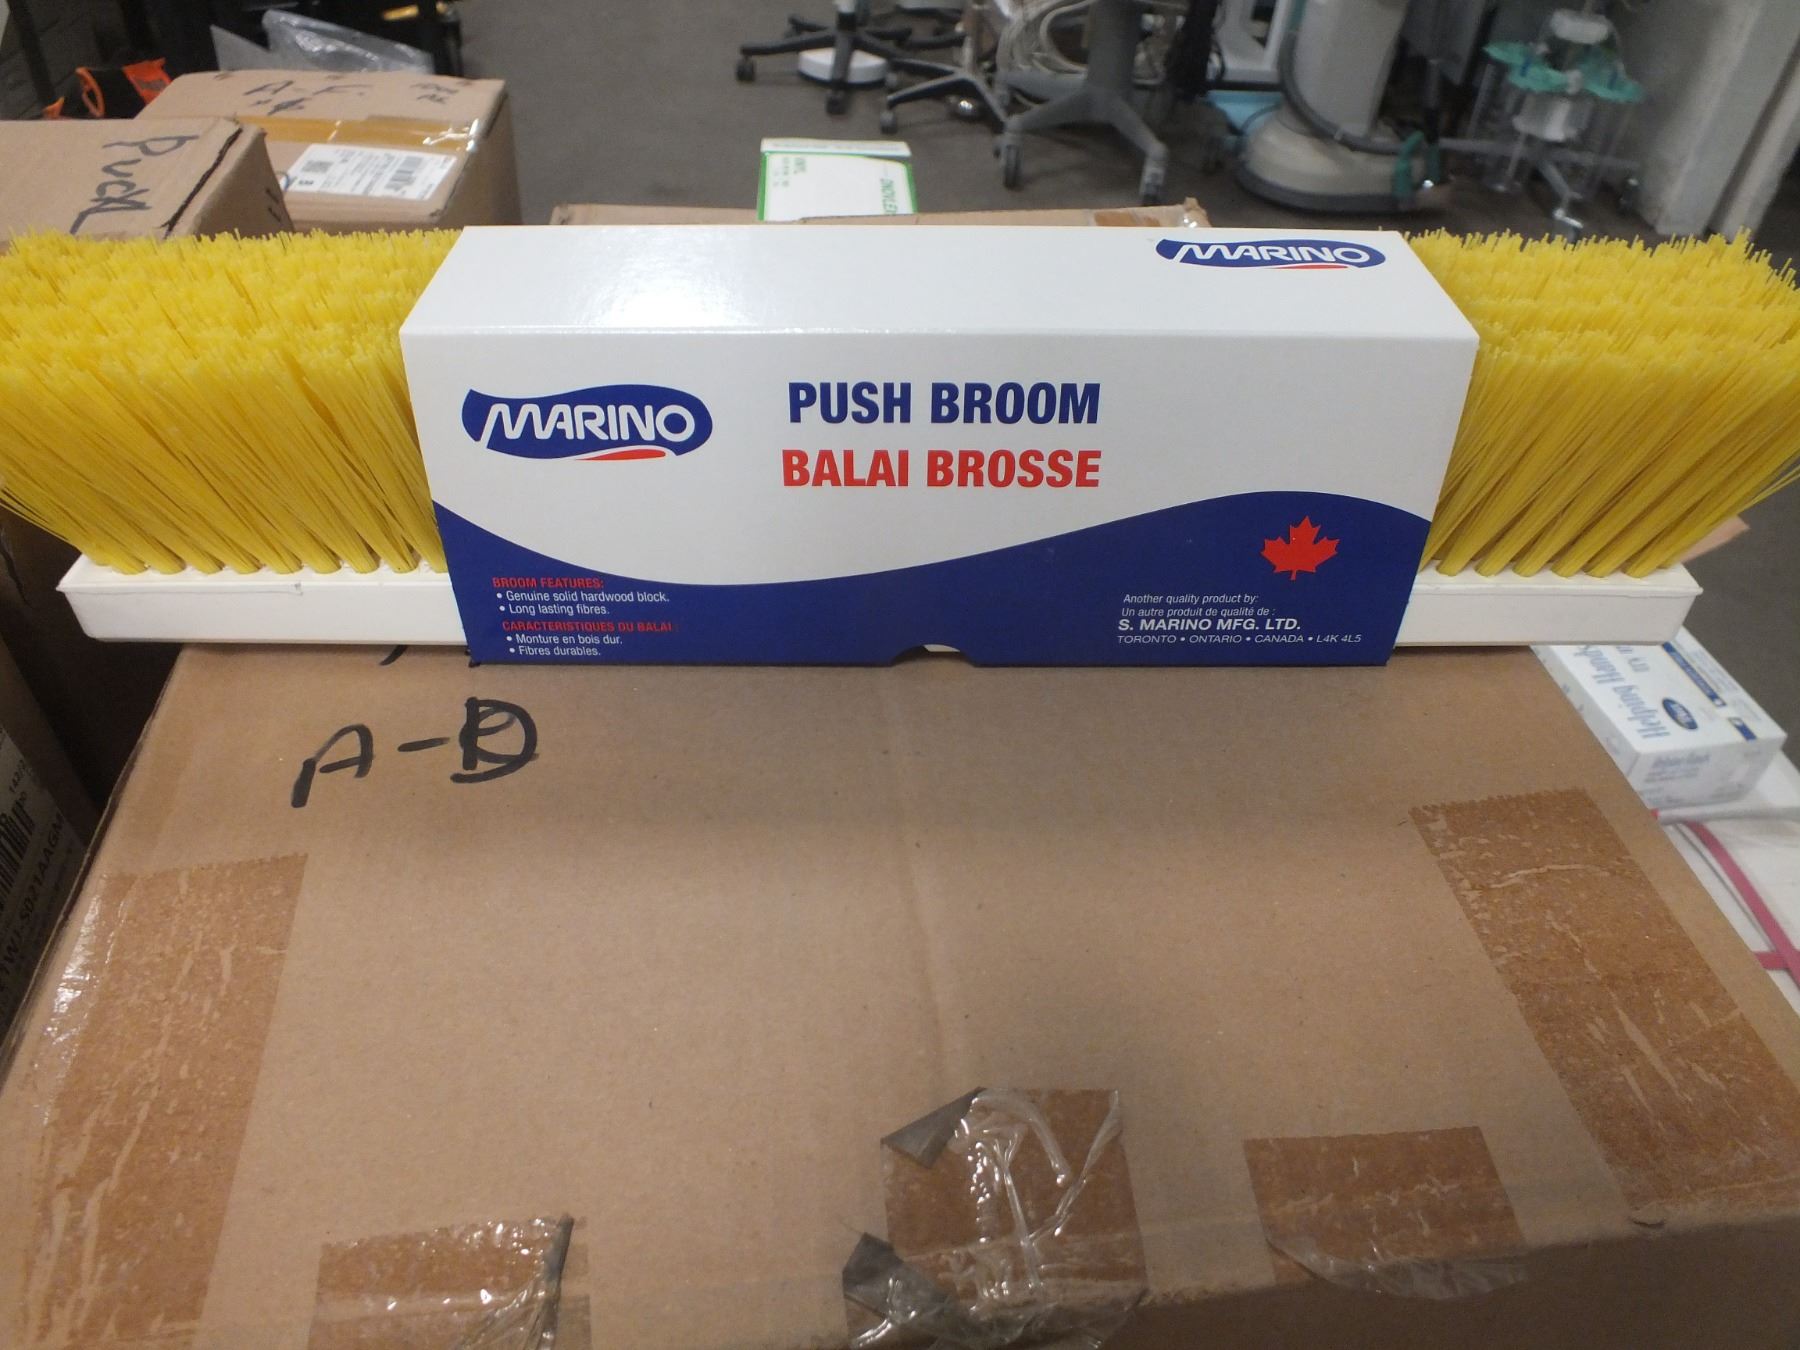 MARINO
MARINO
PUSH BROOM
BALAI BROSSE
BROOM FEATURES:
• Genuine solid hardwood block.
• Long lasting fibres.
CARACTERISTIQUES DU BALAI :
• Monture en bois dur.
• Fibres durables.
Another quality product by:
Un autre produit de qualité de :
S. MARINO MFG. LTD.
TORONTO • ONTARIO • CANADA • L4K 4L5
A-D
Helping Hand